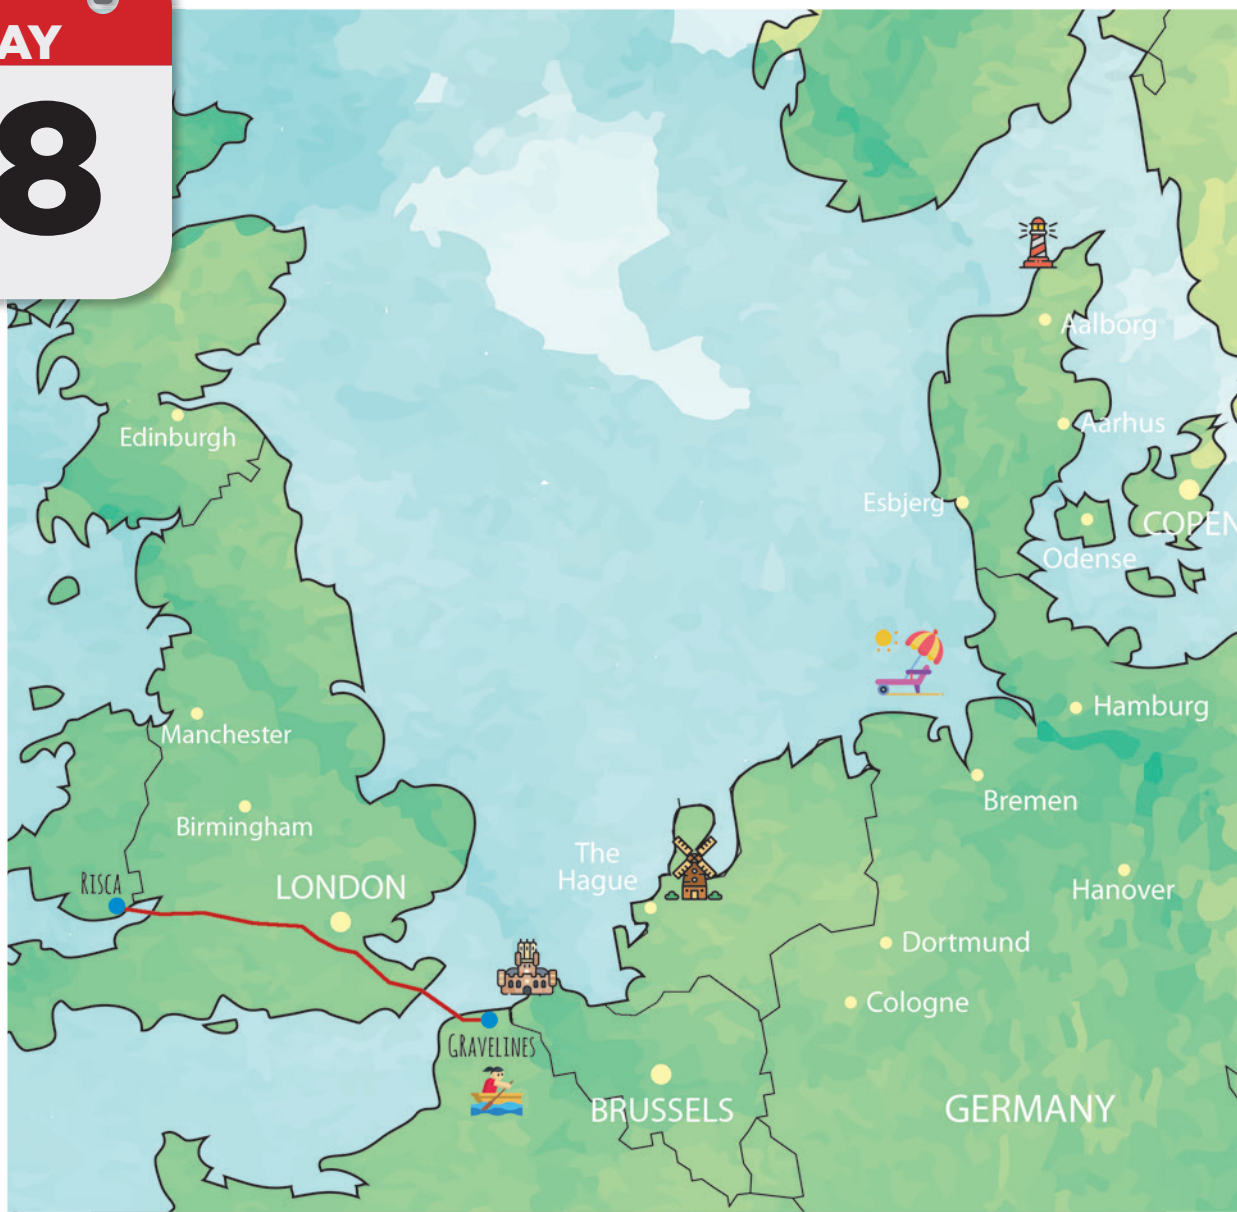 AY
8
Aalborg
Edinburgh
Aarhus
Esbjerg
COPEN
Odense
Hamburg
Manchester
Bremen
Birmingham
The
Hague
RISCA
LONDON
Hanover
Dortmund
Cologne
GRAVELINES
BRUSSELS
GERMANY